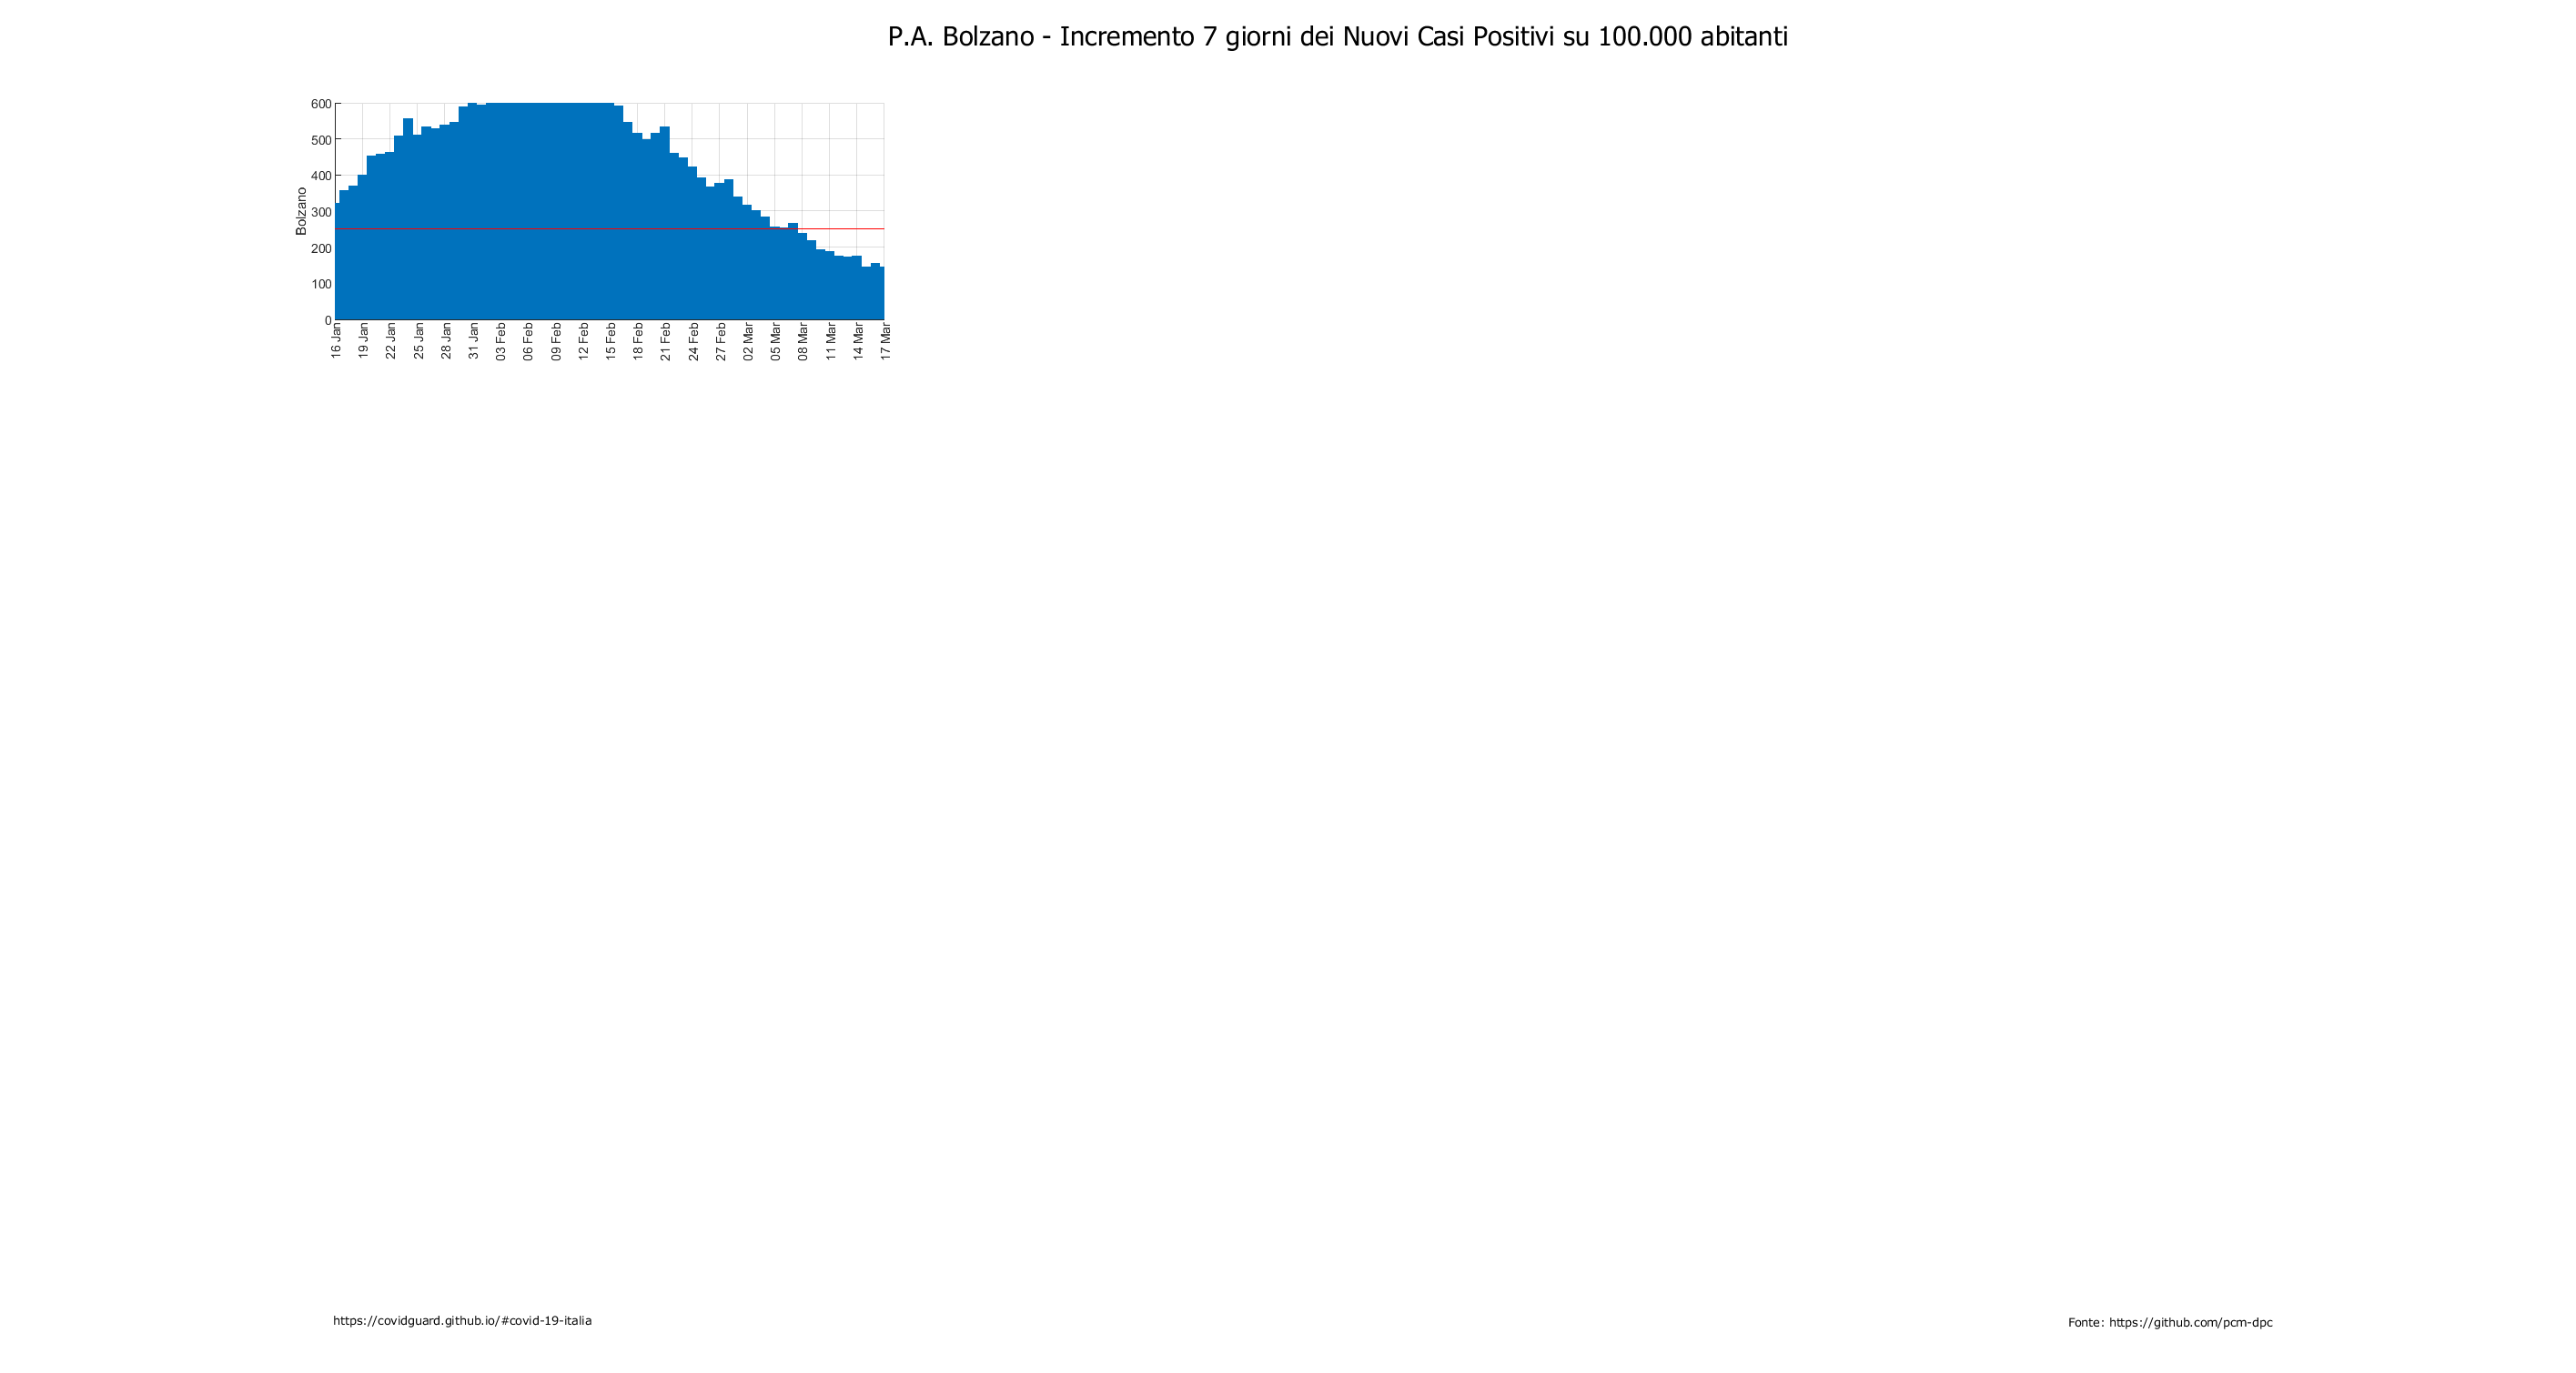 P.A. Bolzano - Incremento 7 giorni dei Nuovi Casi Positivi su 100.000 abitanti
600
500
400
300
200
100
0
Bolzano
16 Jan
19 Jan
22 Jan
25 Jan
28 Jan
31 Jan
03 Feb
06 Feb
09 Feb
12 Feb
15 Feb
18 Feb
21 Feb
24 Feb
27 Feb
02 Mar
05 Mar
08 Mar
11 Mar
14 Mar
17 Mar
https://covidguard.github.io/#covid-19-italia
Fonte: https://github.com/pcm-dpc